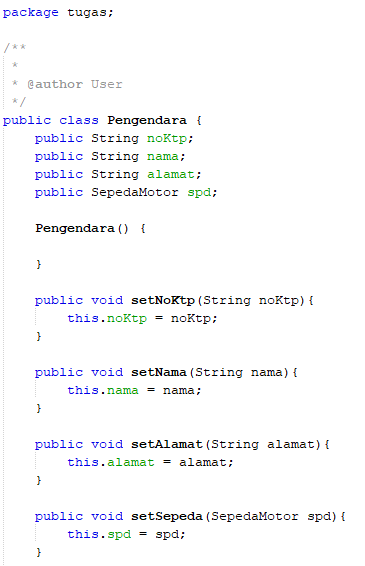 package tugas;
/**
 *
 * @author User
 */
public class Pengendara {
    public String noKtp;
    public String nama;
    public String alamat;
    public SepedaMotor spd;

    Pengendara() {

    }

    public void setNoKtp(String noKtp){
        this.noKtp = noKtp;
    }

    public void setNama(String nama){
        this.nama = nama;
    }

    public void setAlamat(String alamat){
        this.alamat = alamat;
    }

    public void setSepeda(SepedaMotor spd){
        this.spd = spd;
    }